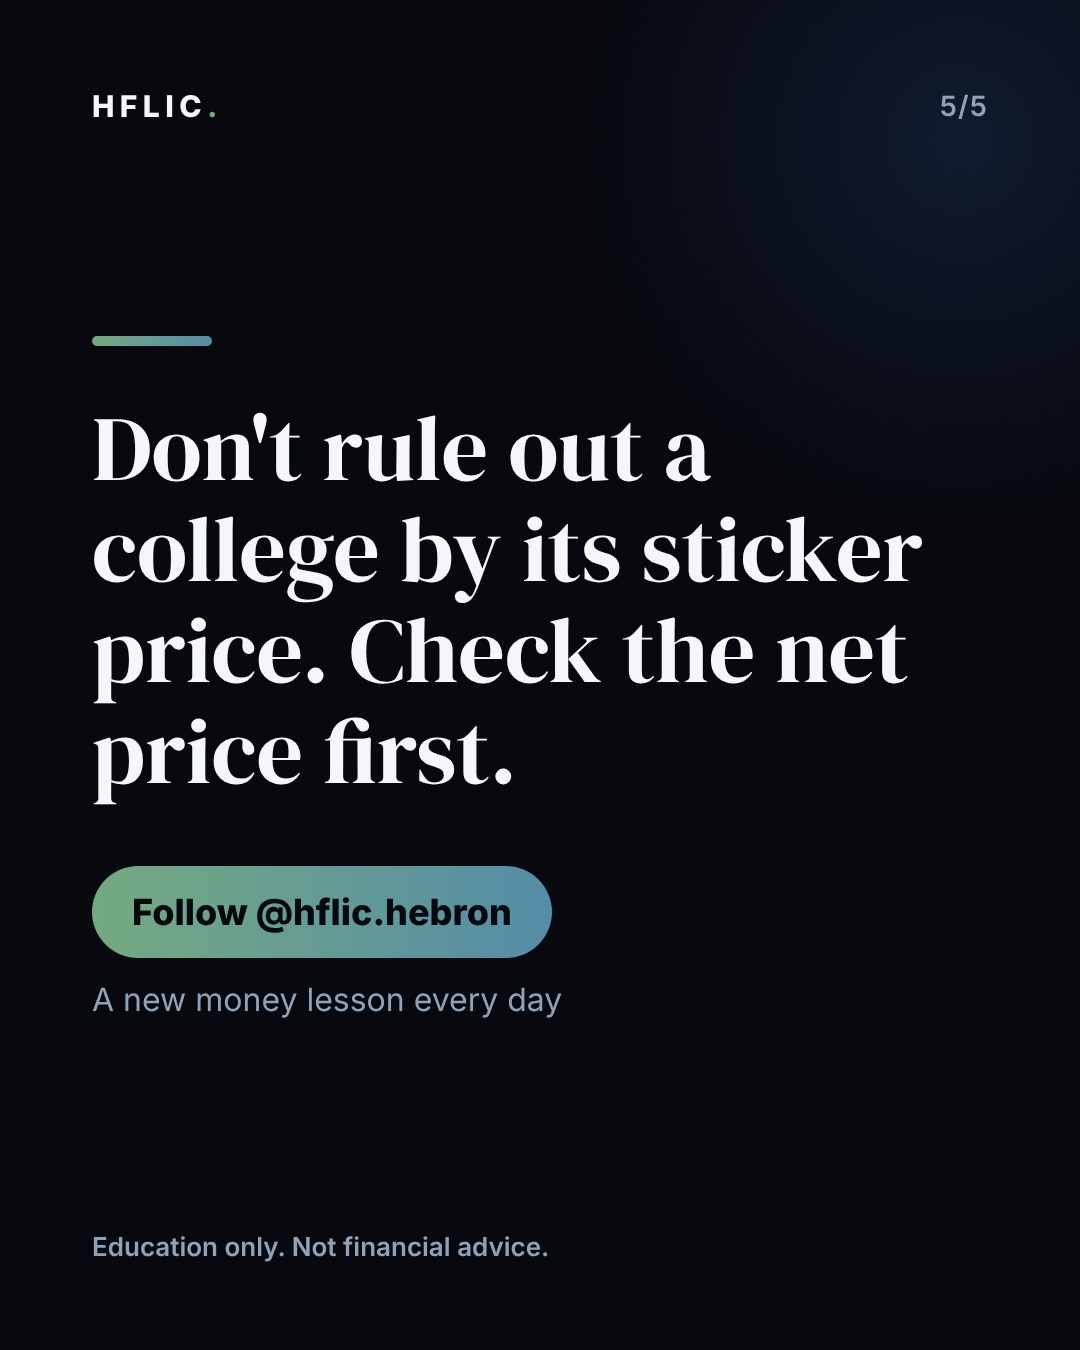 HFLIC.
5/5
Don't rule out a
college by its sticker
price. Check the net
price first.
Follow @hflic.hebron
A new money lesson every day
Education only. Not financial advice.